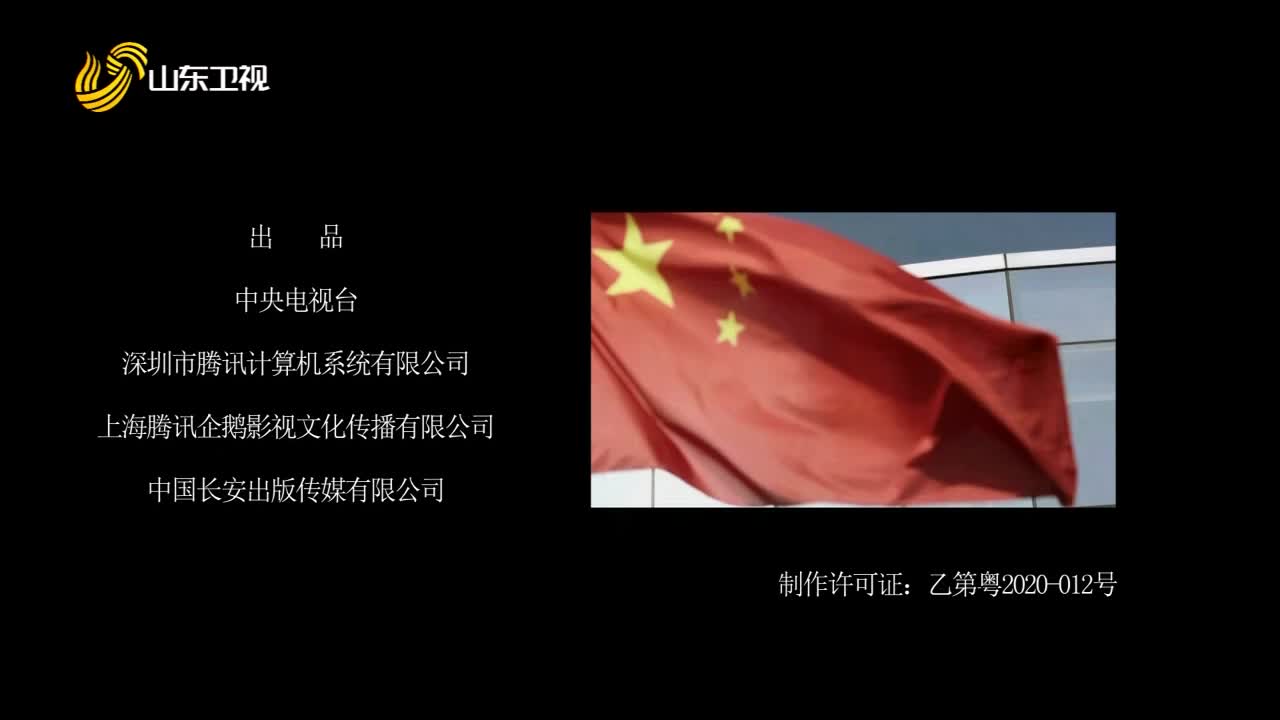 山东卫视
出 品
中央电视台
深圳市腾讯计算机系统有限公司
上海腾讯企鹅影视文化传播有限公司
中国长安出版传媒有限公司
制作许可证：乙第粤2020-012号